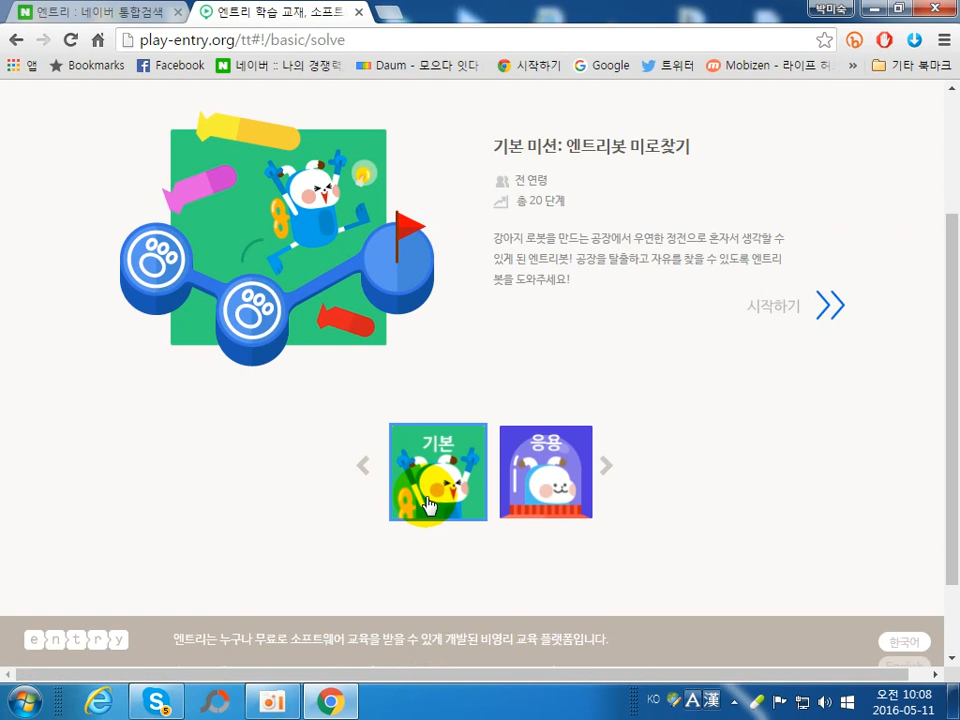 엔트리 : 네이버 통합검색
엔트리 학습 교재, 소프트
박미숙
play-entry.org/tt#!/basic/solve
앱
Bookmarks
Facebook
네이버 :: 나의 경쟁력
Daum - 모으다 잇다
시작하기
Google
트위터
Mobizen - 라이프 허
»
기타 북마크
기본 미션: 엔트리봇 미로찾기
전 연령
총 20 단계
강아지 로봇을 만드는 공장에서 우연한 정전으로 혼자서 생각할 수
있게 된 엔트리봇! 공장을 탈출하고 자유를 찾을 수 있도록 엔트리
봇을 도와주세요!
시작하기
기본
응용
entry
엔트리는 누구나 무료로 소프트웨어 교육을 받을 수 있게 개발된 비영리 교육 플랫폼입니다.
한국어
English
5
KO
A 漢
오전 10:08
2016-05-11